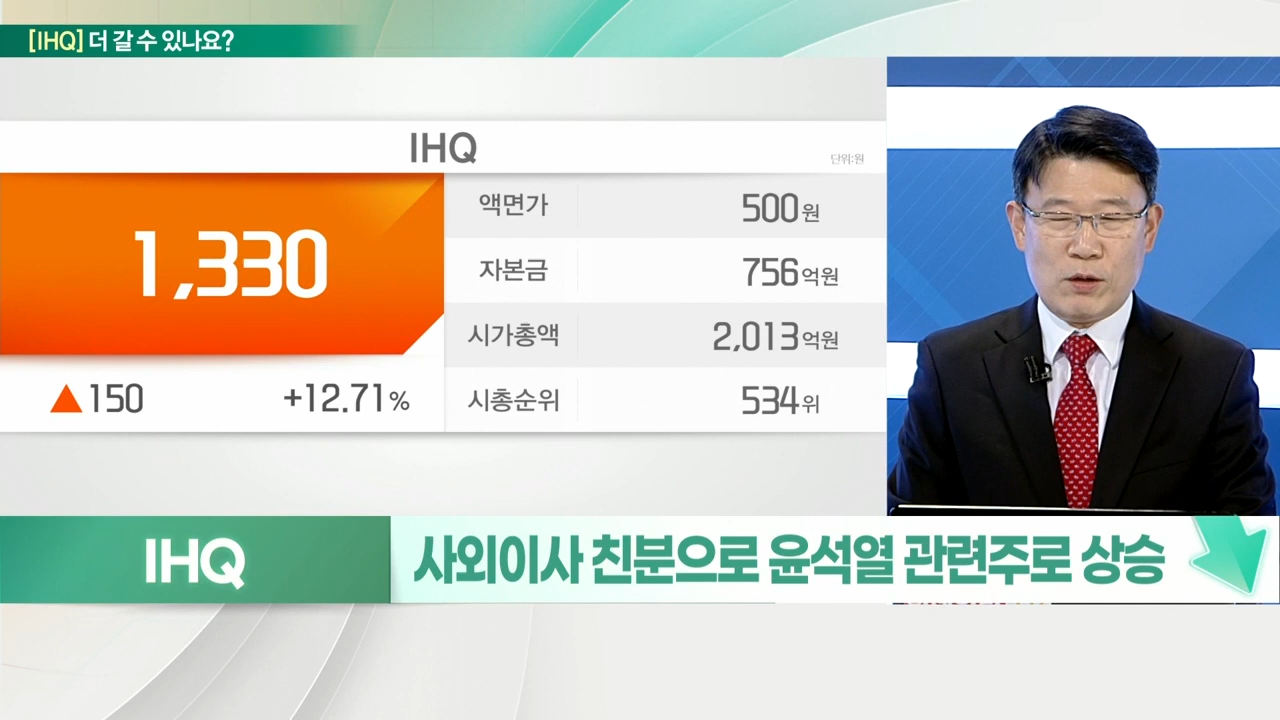 [IHQ] 더 갈 수 있나요?
IHQ
단위:원
1,330
▲150 +12.71%
액면가 500원
자본금 756억원
시가총액 2,013억원
시총순위 534위
IHQ
사외이사 친분으로 윤석열 관련주로 상승